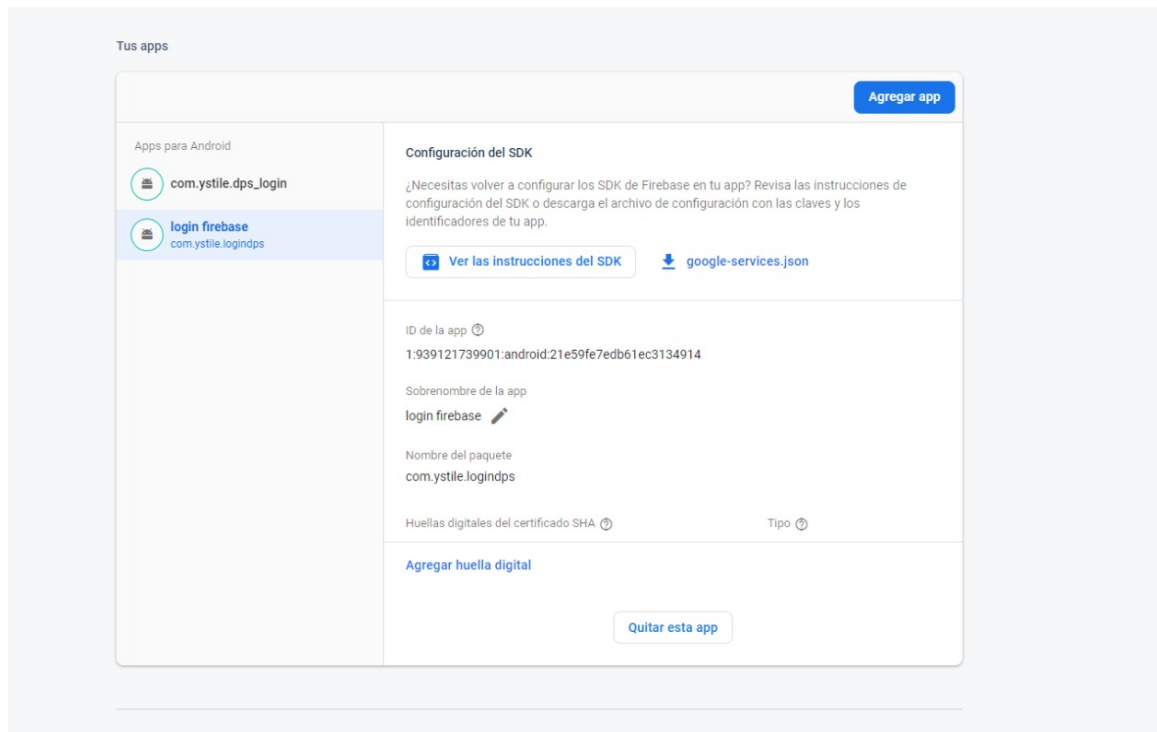 Tus apps
Agregar app
Apps para Android
com.ystile.dps_login
login firebase
com.ystile.logindps
Configuración del SDK
¿Necesitas volver a configurar los SDK de Firebase en tu app? Revisa las instrucciones de
configuración del SDK o descarga el archivo de configuración con las claves y los
identificadores de tu app.
Ver las instrucciones del SDK
google-services.json
ID de la app
1:939121739901:android:21e59fe7edb61ec3134914
Sobrenombre de la app
login firebase
Nombre del paquete
com.ystile.logindps
Huellas digitales del certificado SHA
Tipo
Agregar huella digital
Quitar esta app